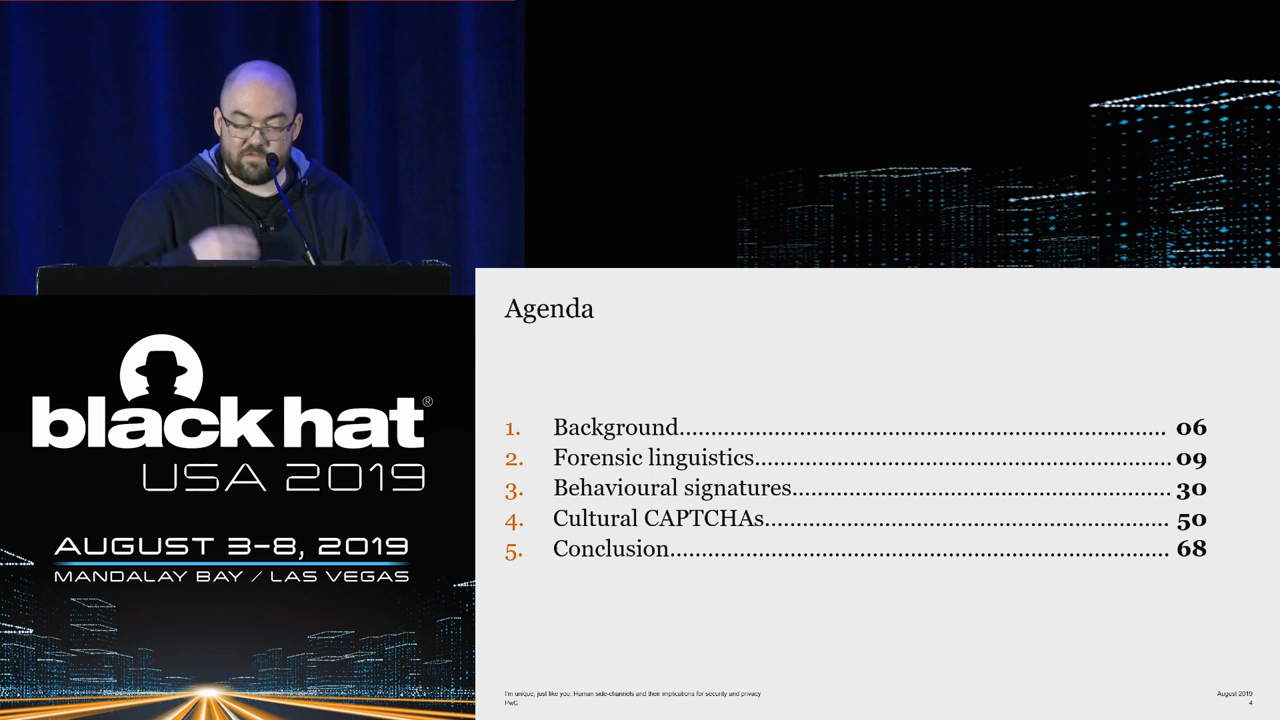 black hat®
USA 2019
AUGUST 3-8, 2019
MANDALAY BAY / LAS VEGAS
Agenda
1. Background.................................................................................. 06
2. Forensic linguistics...................................................................... 09
3. Behavioural signatures................................................................ 30
4. Cultural CAPTCHAs.................................................................... 50
5. Conclusion................................................................................... 68
I'm unique, just like you: Human side-channels and their implications for security and privacy
PwC
August 2019
4